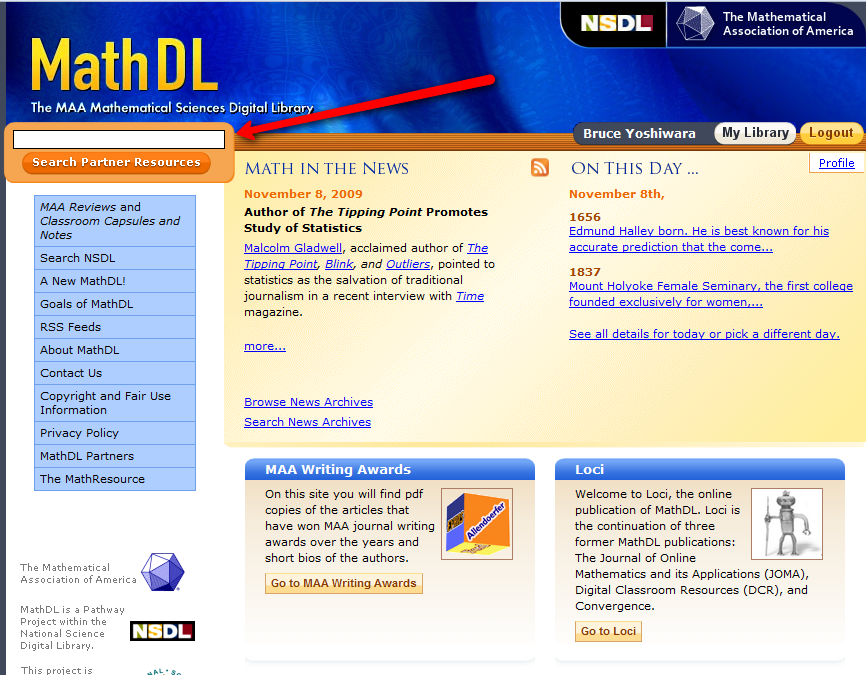 NSDL
The Mathematical
Association of America
MathDL
The MAA Mathematical Sciences Digital Library
Bruce Yoshiwara
My Library
Logout
Search Partner Resources
Profile
MAA Reviews and
Classroom Capsules and
Notes
Search NSDL
A New MathDL!
Goals of MathDL
RSS Feeds
About MathDL
Contact Us
Copyright and Fair Use
Information
Privacy Policy
MathDL Partners
The MathResource
MATH IN THE NEWS
November 8, 2009
Author of The Tipping Point Promotes
Study of Statistics
Malcolm Gladwell, acclaimed author of The
Tipping Point, Blink, and Outliers, pointed to
statistics as the salvation of traditional
journalism in a recent interview with Time
magazine.
more...
Browse News Archives
Search News Archives
ON THIS DAY ...
November 8th,
1656
Edmund Halley born. He is best known for his
accurate prediction that the come...
1837
Mount Holyoke Female Seminary, the first college
founded exclusively for women,...
See all details for today or pick a different day.
MAA Writing Awards
On this site you will find pdf
copies of the articles that
have won MAA journal writing
awards over the years and
short bios of the authors.
Allendoerfer
Go to MAA Writing Awards
Loci
Welcome to Loci, the online
publication of MathDL. Loci is
the continuation of three
former MathDL publications:
The Journal of Online
Mathematics and its Applications (JOMA),
Digital Classroom Resources (DCR), and
Convergence.
Go to Loci
The Mathematical
Association of America
MathDL is a Pathway
Project within the
National Science
Digital Library.
NSDL
This project is